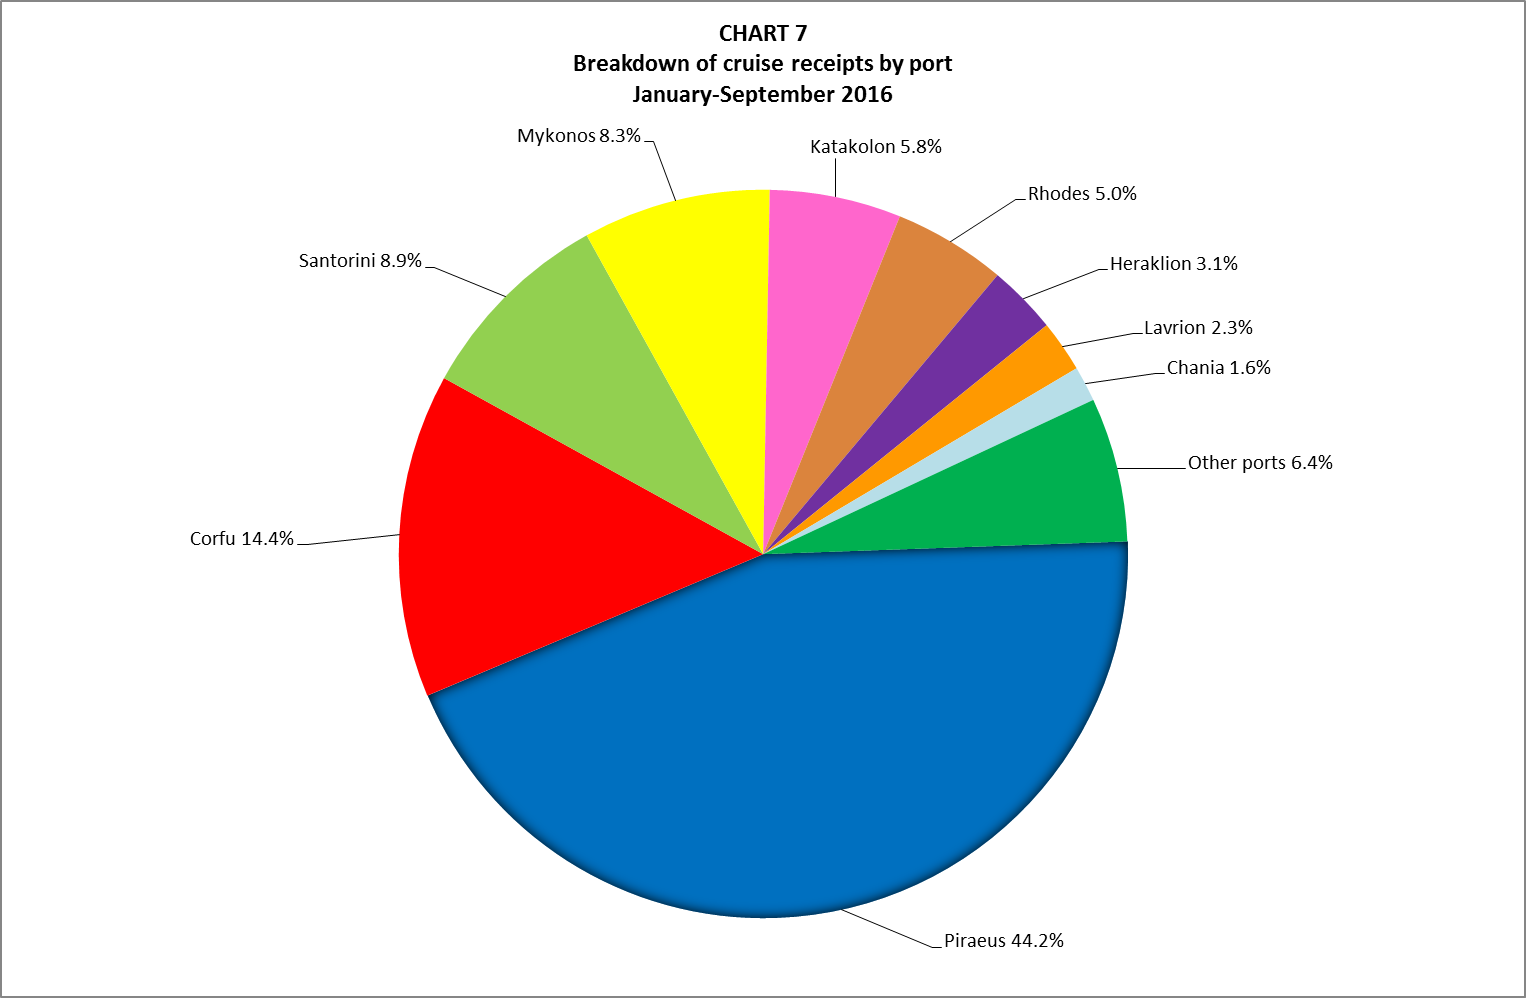 CHART 7
Breakdown of cruise receipts by port
January-September 2016
Mykonos 8.3%
Katakolon 5.8%
Rhodes 5.0%
Santorini 8.9%
Heraklion 3.1%
Lavrion 2.3%
Chania 1.6%
Other ports 6.4%
Corfu 14.4%
Piraeus 44.2%